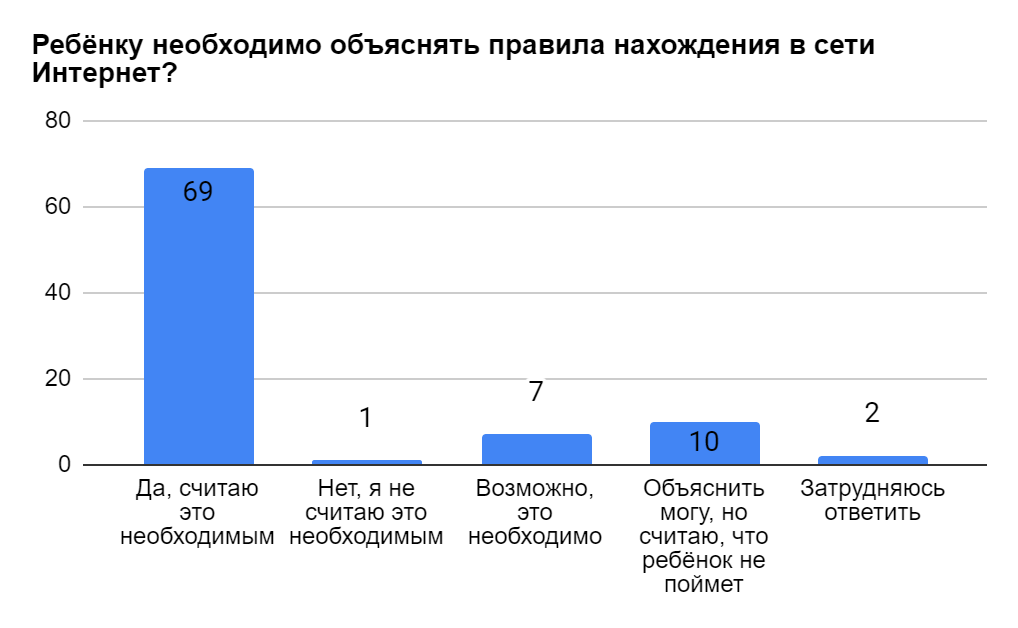 Ребёнку необходимо объяснять правила нахождения в сети
Интернет?
80
60
40
20
0
69
1
7
10
2
Да, считаю
это
необходимым
Нет, я не
считаю это
необходимым
Возможно,
это
необходимо
Объяснить
могу, но
считаю, что
ребёнок не
поймет
Затрудняюсь
ответить